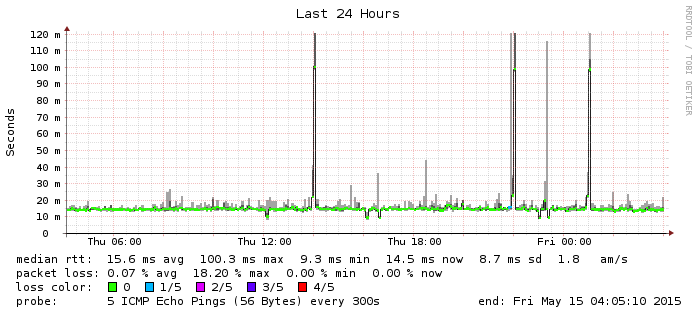 Last 24 Hours
RRDTOOL / TOBI OETIKER
Seconds
120 m
110 m
100 m
90 m
80 m
70 m
60 m
50 m
40 m
30 m
20 m
10 m
0
Thu 06:00 Thu 12:00 Thu 18:00 Fri 00:00
median rtt: 15.6 ms avg 100.3 ms max 9.3 ms min 14.5 ms now 8.7 ms sd 1.8 am/s
packet loss: 0.07 % avg 18.20 % max 0.00 % min 0.00 % now
loss color: 0 1/5 2/5 3/5 4/5
probe: 5 ICMP Echo Pings (56 Bytes) every 300s end: Fri May 15 04:05:10 2015